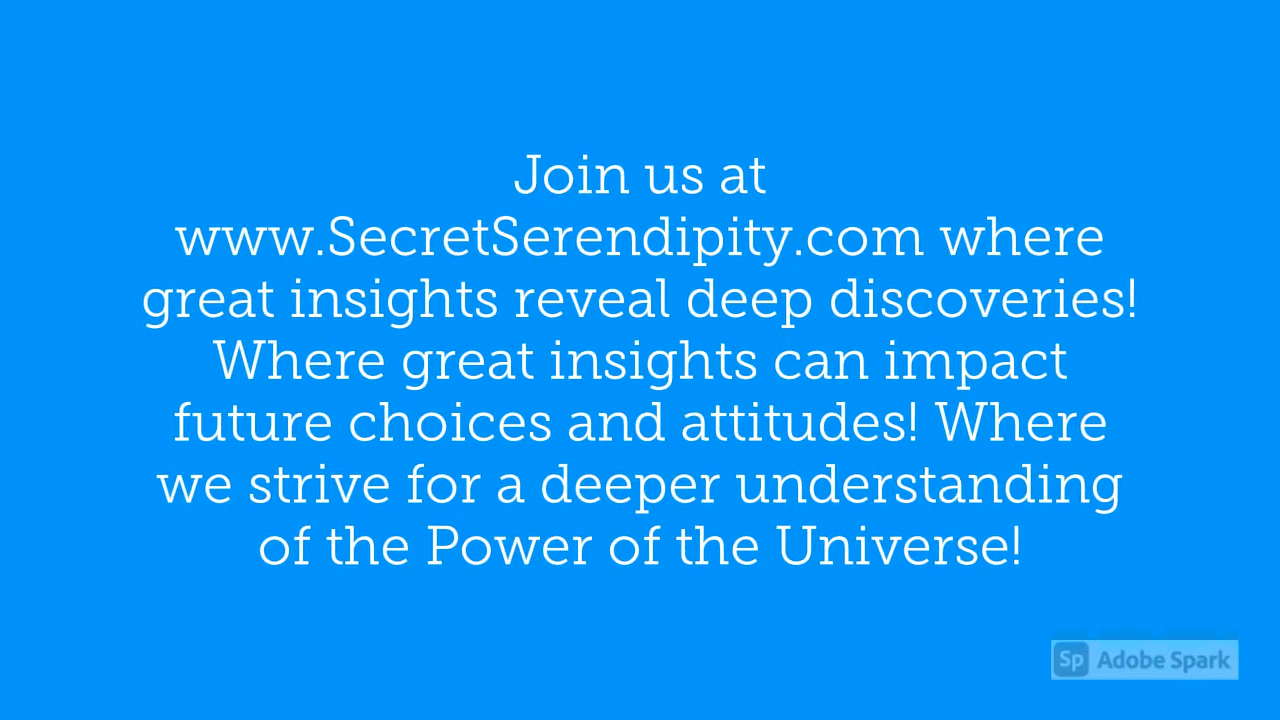 Join us at
www.SecretSerendipity.com where
great insights reveal deep discoveries!
Where great insights can impact
future choices and attitudes! Where
we strive for a deeper understanding
of the Power of the Universe!
Sp Adobe Spark